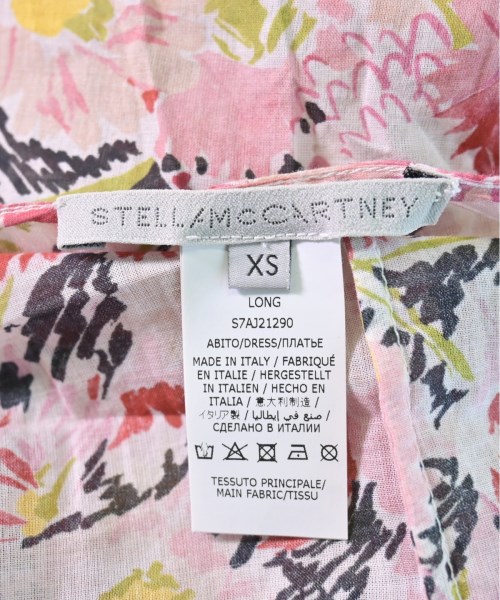 STELLA McCARTNEY
XS
LONG
S7AJ21290
ABITO/DRESS/ПЛАТЬЕ
MADE IN ITALY / FABRIQUÉ
EN ITALIE / HERGESTELLT
IN ITALIEN / HECHO EN
ITALIA / 意大利制造 /
イタリア製 / صنع في إيطاليا /
СДЕЛАНО В ИТАЛИИ
TESSUTO PRINCIPALE/
MAIN FABRIC/TISSU